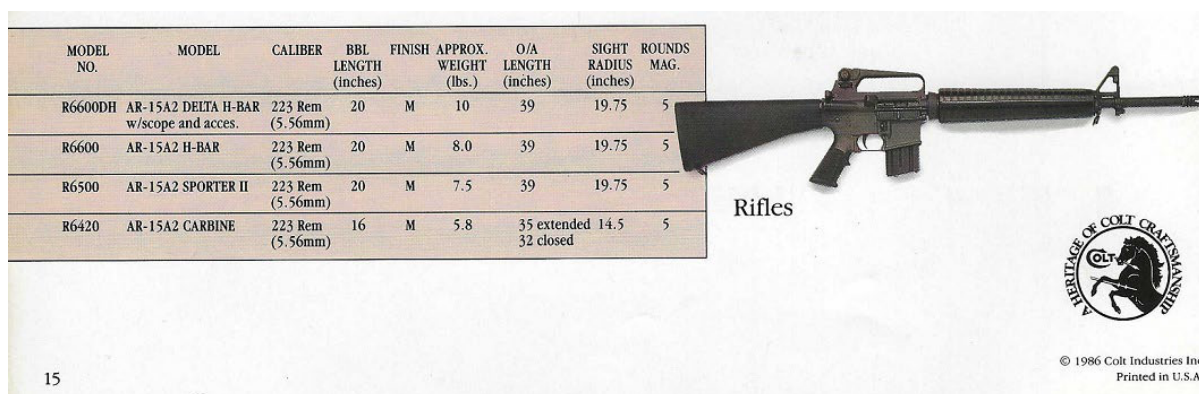 MODEL NO. MODEL CALIBER BBL LENGTH (inches) FINISH APPROX. WEIGHT (lbs.) O/A LENGTH (inches) SIGHT RADIUS (inches) ROUNDS MAG.
R6600DH AR-15A2 DELTA H-BAR 223 Rem 20 M 10 39 19.75 5
w/scope and acces. (5.56mm)
R6600 AR-15A2 H-BAR 223 Rem 20 M 8.0 39 19.75 5
(5.56mm)
R6500 AR-15A2 SPORTER II 223 Rem 20 M 7.5 39 19.75 5
(5.56mm)
R6420 AR-15A2 CARBINE 223 Rem 16 M 5.8 35 extended 14.5 5
(5.56mm) 32 closed
Rifles
A HERITAGE OF COLT CRAFTSMANSHIP
COLT
© 1986 Colt Industries Inc
Printed in U.S.A
15